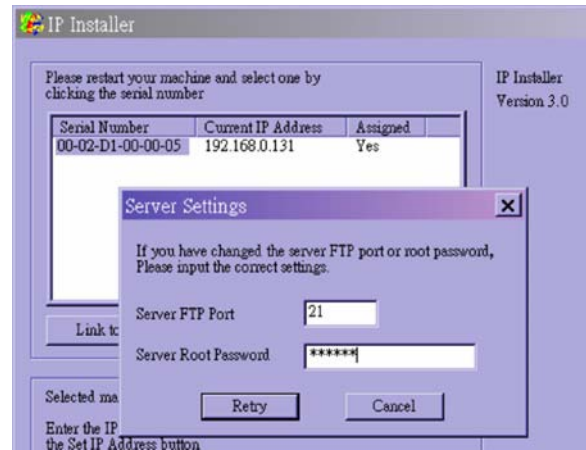 IP Installer
Please restart your machine and select one by
clicking the serial number
IP Installer
Version 3.0
Serial Number Current IP Address Assigned
00-02-D1-00-00-05 192.168.0.131 Yes
Server Settings
If you have changed the server FTP port or root password,
Please input the correct settings.
Server FTP Port 21
Server Root Password ******
Retry Cancel
Link to
Selected ma
Enter the IP
the Set IP Address button